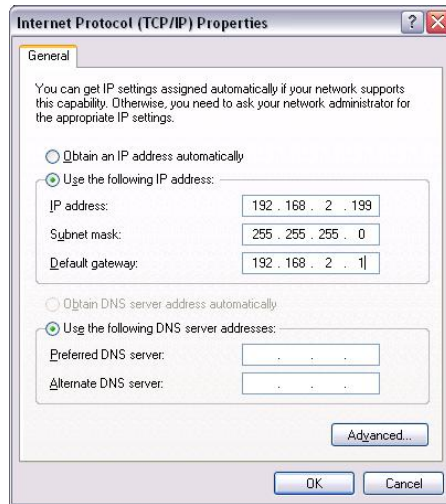 Internet Protocol (TCP/IP) Properties
General
You can get IP settings assigned automatically if your network supports
this capability. Otherwise, you need to ask your network administrator for
the appropriate IP settings.
Obtain an IP address automatically
Use the following IP address:
IP address: 192 . 168 . 2 . 199
Subnet mask: 255 . 255 . 255 . 0
Default gateway: 192 . 168 . 2 . 1
Obtain DNS server address automatically
Use the following DNS server addresses:
Preferred DNS server: . . .
Alternate DNS server: . . .
Advanced...
OK Cancel